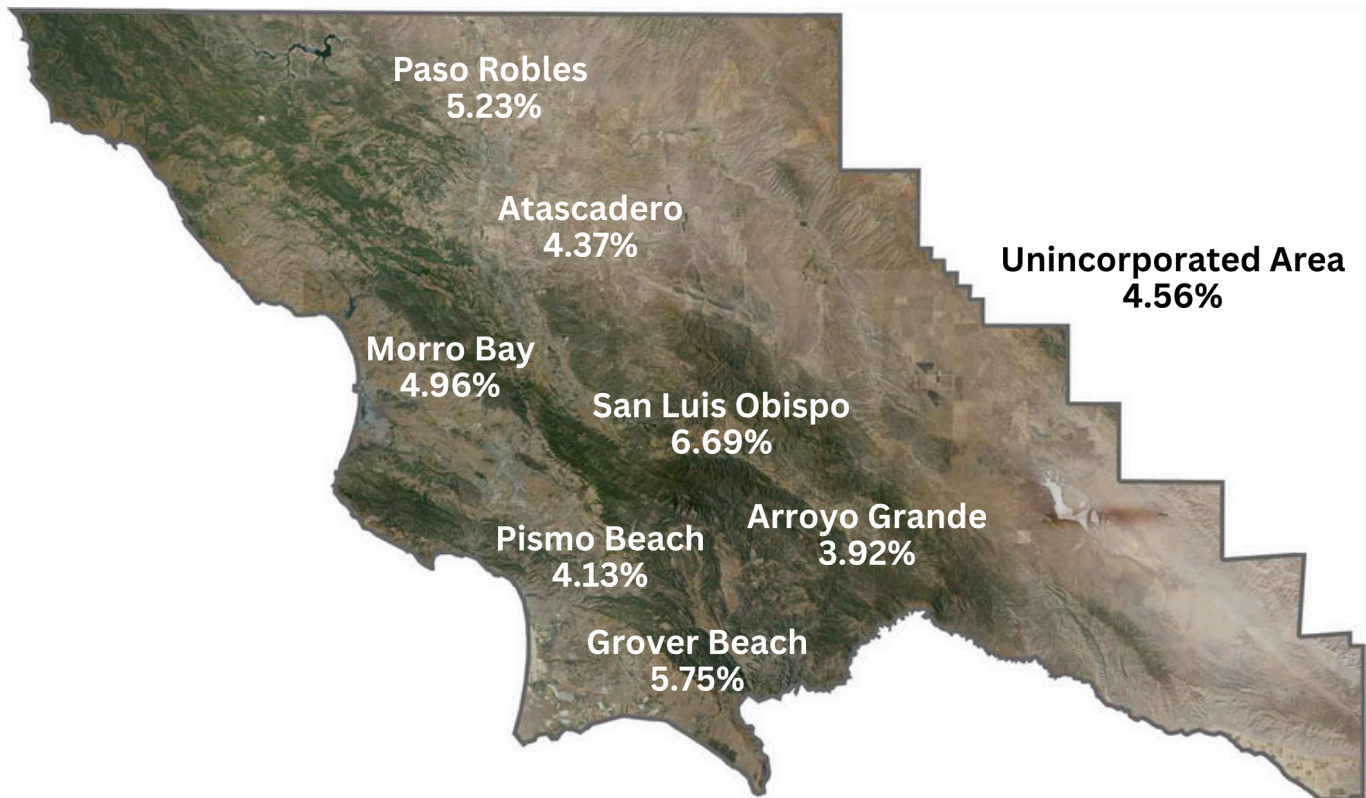 Paso Robles
5.23%
Atascadero
4.37%
Unincorporated Area
4.56%
Morro Bay
4.96%
San Luis Obispo
6.69%
Arroyo Grande
3.92%
Pismo Beach
4.13%
Grover Beach
5.75%